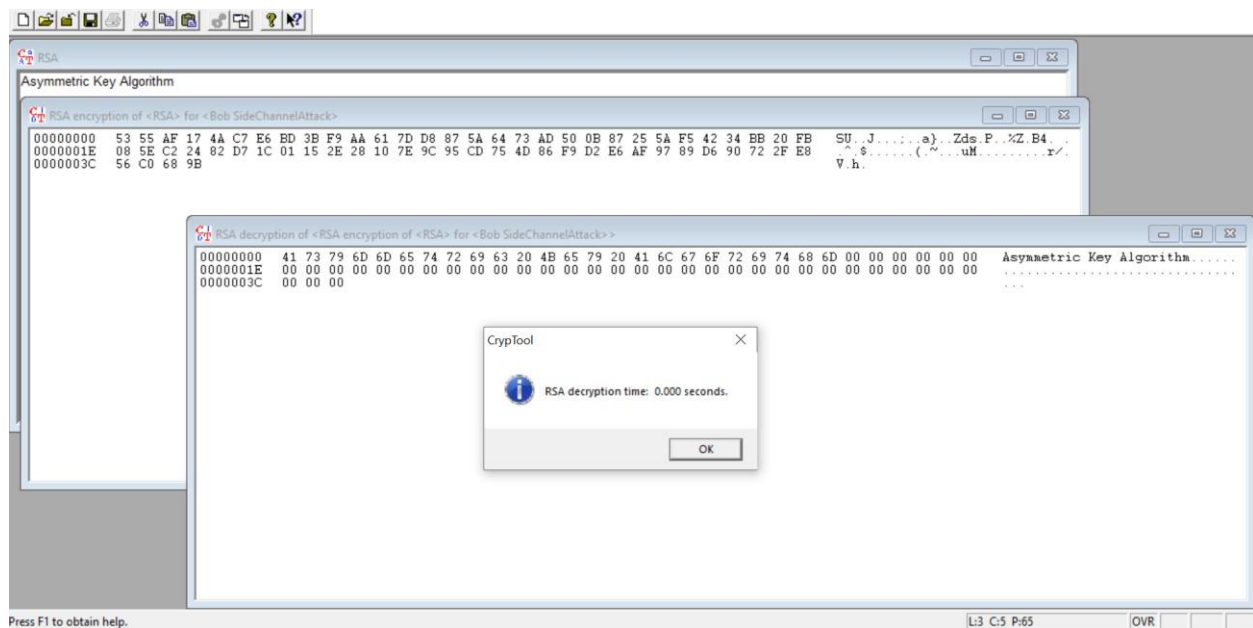 RSA
Asymmetric Key Algorithm
RSA encryption of <RSA> for <Bob SideChannelAttack>
00000000 53 55 AF 17 4A C7 E6 BD 3B F9 AA 61 7D D8 87 5A 64 73 AD 50 0B 87 25 5A F5 42 34 BB 20 FB SU..J...;..a}..Zds.P..%Z.B4. .
0000001E 08 5E C2 24 82 D7 1C 01 15 2E 28 10 7E 9C 95 CD 75 4D 86 F9 D2 E6 AF 97 89 D6 90 72 2F E8 .^.$......(.~...uM.........r/.
0000003C 56 C0 68 9B V.h.
RSA decryption of <RSA encryption of <RSA> for <Bob SideChannelAttack>>
00000000 41 73 79 6D 6D 65 74 72 69 63 20 4B 65 79 20 41 6C 67 6F 72 69 74 68 6D 00 00 00 00 00 00 Asymmetric Key Algorithm......
0000001E 00 00 00 00 00 00 00 00 00 00 00 00 00 00 00 00 00 00 00 00 00 00 00 00 00 00 00 00 00 00 ..............................
0000003C 00 00 00 ...
CrypTool
RSA decryption time: 0.000 seconds.
OK
Press F1 to obtain help.
L:3 C:5 P:65
OVR